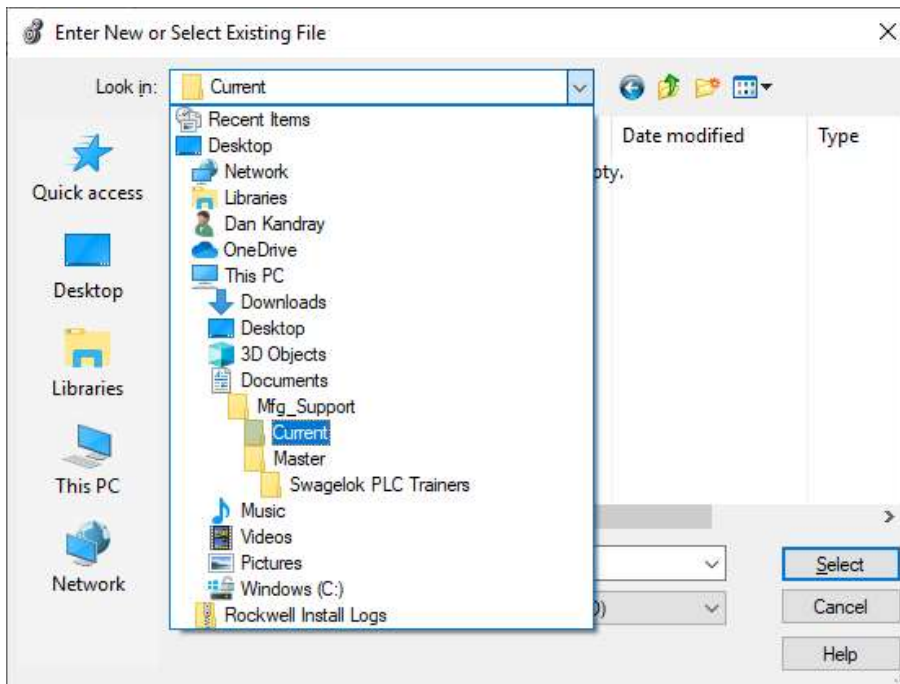 Enter New or Select Existing File
Look in: Current
Recent Items
Desktop
Network
Libraries
Dan Kandray
OneDrive
This PC
Downloads
Desktop
3D Objects
Documents
Mfg_Support
Current
Master
Swagelok PLC Trainers
Music
Videos
Pictures
Windows (C:)
Rockwell Install Logs
Quick access
Desktop
Libraries
This PC
Network
Date modified Type
Select
Cancel
Help